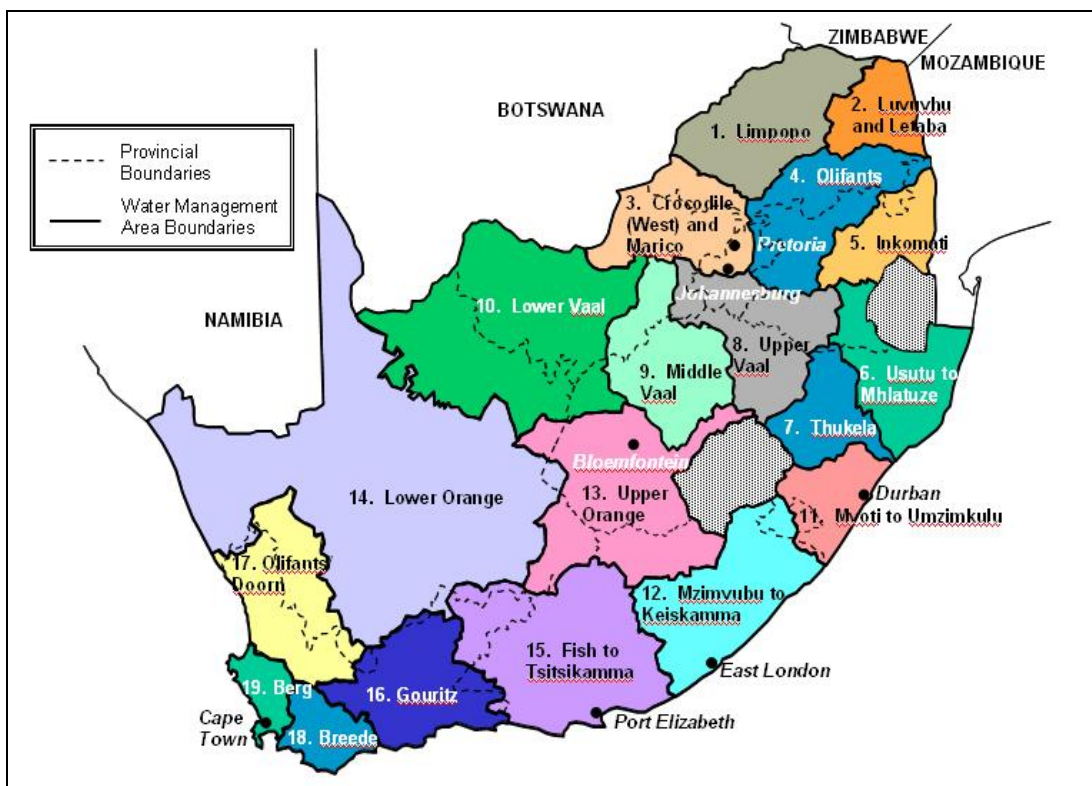 ZIMBABWE
MOZAMBIQUE
BOTSWANA
2. Luvuvhu
and Letaba
1. Limpopo
Provincial
Boundaries
Water Management
Area Boundaries
4. Olifants
3. Crocodile
(West) and
Marico
Pretoria
5. Inkomati
Johannesburg
10. Lower Vaal
NAMIBIA
8. Upper
Vaal
9. Middle
Vaal
6. Usutu to
Mhlatuze
7. Thukela
Bloemfontein
14. Lower Orange
13. Upper
Orange
Durban
11. Mvoti to Umzimkulu
17. Olifants
Doorn
12. Mzimvubu to
Keiskamma
15. Fish to
Tsitsikamma
East London
19. Berg
16. Gouritz
Cape
Town
18. Breede
Port Elizabeth